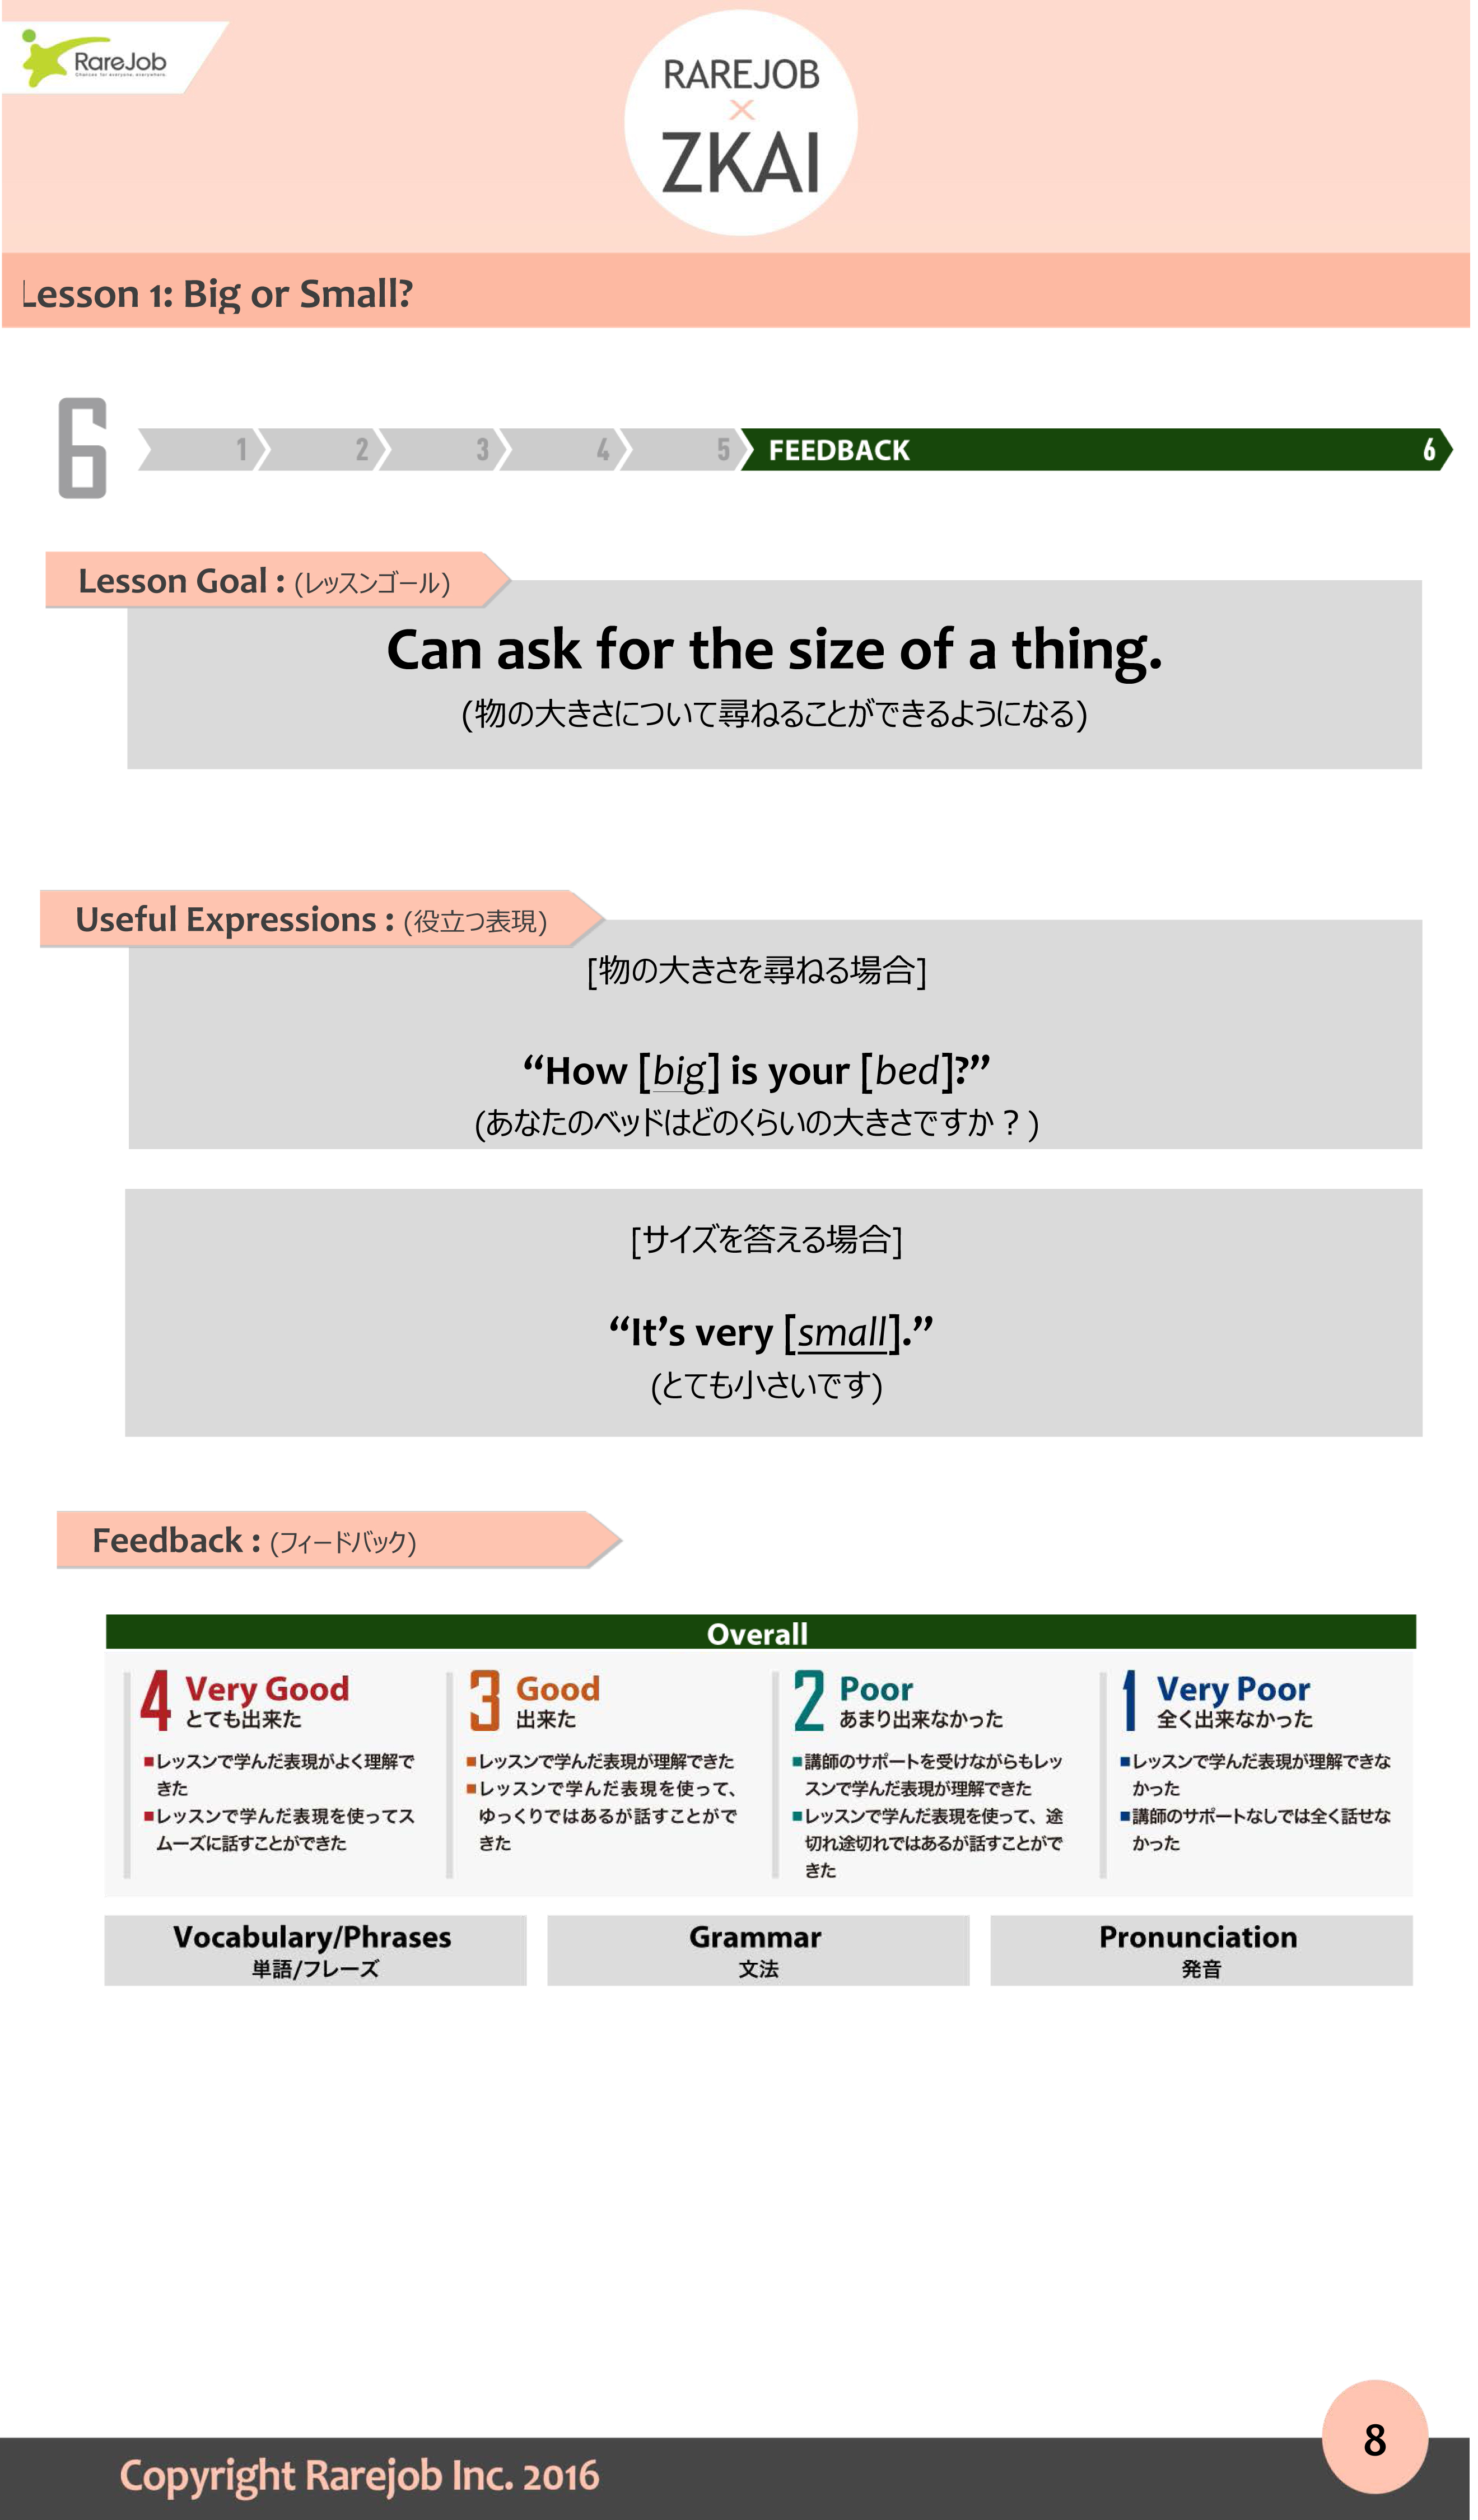 RareJob
Chances for everyone, everywhere.
RAREJOB
×
ZKAI
Lesson 1: Big or Small?
6
1
2
3
4
5
FEEDBACK
6
Lesson Goal : (レッスンゴール)
Can ask for the size of a thing.
(物の大きさについて尋ねることができるようになる)
Useful Expressions : (役立つ表現)
[物の大きさを尋ねる場合]
“How [big] is your [bed]?”
(あなたのベッドはどのくらいの大きさですか？)
[サイズを答える場合]
“It’s very [small].”
(とても小さいです)
Feedback : (フィードバック)
Overall
4 Very Good
とても出来た
■レッスンで学んだ表現がよく理解で
きた
■レッスンで学んだ表現を使ってス
ムーズに話すことができた
3 Good
出来た
■レッスンで学んだ表現が理解できた
■レッスンで学んだ表現を使って、
ゆっくりではあるが話すことがで
きた
2 Poor
あまり出来なかった
■講師のサポートを受けながらもレッ
スンで学んだ表現が理解できた
■レッスンで学んだ表現を使って、途
切れ途切れではあるが話すことがで
きた
1 Very Poor
全く出来なかった
■レッスンで学んだ表現が理解できな
かった
■講師のサポートなしでは全く話せな
かった
Vocabulary/Phrases
単語/フレーズ
Grammar
文法
Pronunciation
発音
8
Copyright Rarejob Inc. 2016